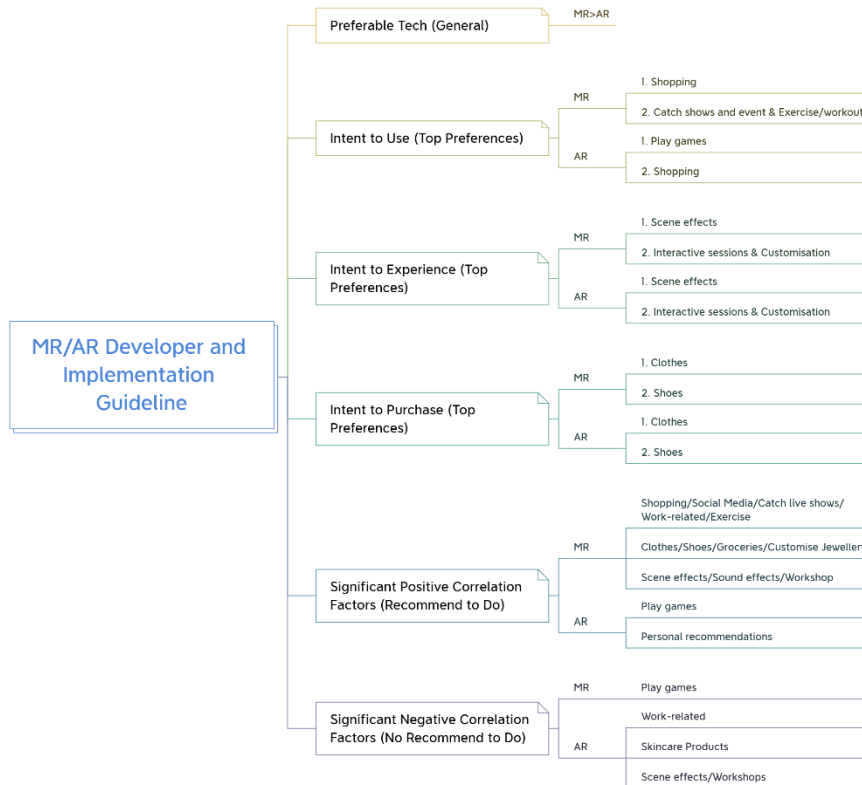 Preferable Tech (General)
MR>AR
Intent to Use (Top Preferences)
MR
1. Shopping
2. Catch shows and event & Exercise/workout
AR
1. Play games
2. Shopping
Intent to Experience (Top
Preferences)
MR
1. Scene effects
2. Interactive sessions & Customisation
AR
1. Scene effects
2. Interactive sessions & Customisation
MR/AR Developer and
Implementation
Guideline
Intent to Purchase (Top
Preferences)
MR
1. Clothes
2. Shoes
AR
1. Clothes
2. Shoes
Significant Positive Correlation
Factors (Recommend to Do)
MR
Shopping/Social Media/Catch live shows/
Work-related/Exercise
Clothes/Shoes/Groceries/Customise Jewellery
Scene effects/Sound effects/Workshop
AR
Play games
Personal recommendations
Significant Negative Correlation
Factors (No Recommend to Do)
MR
Play games
AR
Work-related
Skincare Products
Scene effects/Workshops